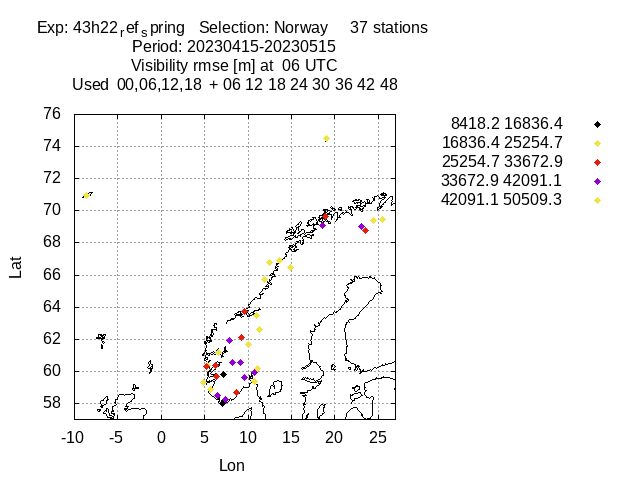 Exp: 43h22ref_spring   Selection: Norway     37 stations
Period: 20230415-20230515
Visibility rmse [m] at  06 UTC
Used  00,06,12,18  + 06 12 18 24 30 36 42 48
8418.2 16836.4
16836.4 25254.7
25254.7 33672.9
33672.9 42091.1
42091.1 50509.3
76
74
72
70
68
66
64
62
60
58
Lat
-10 -5 0 5 10 15 20 25
Lon